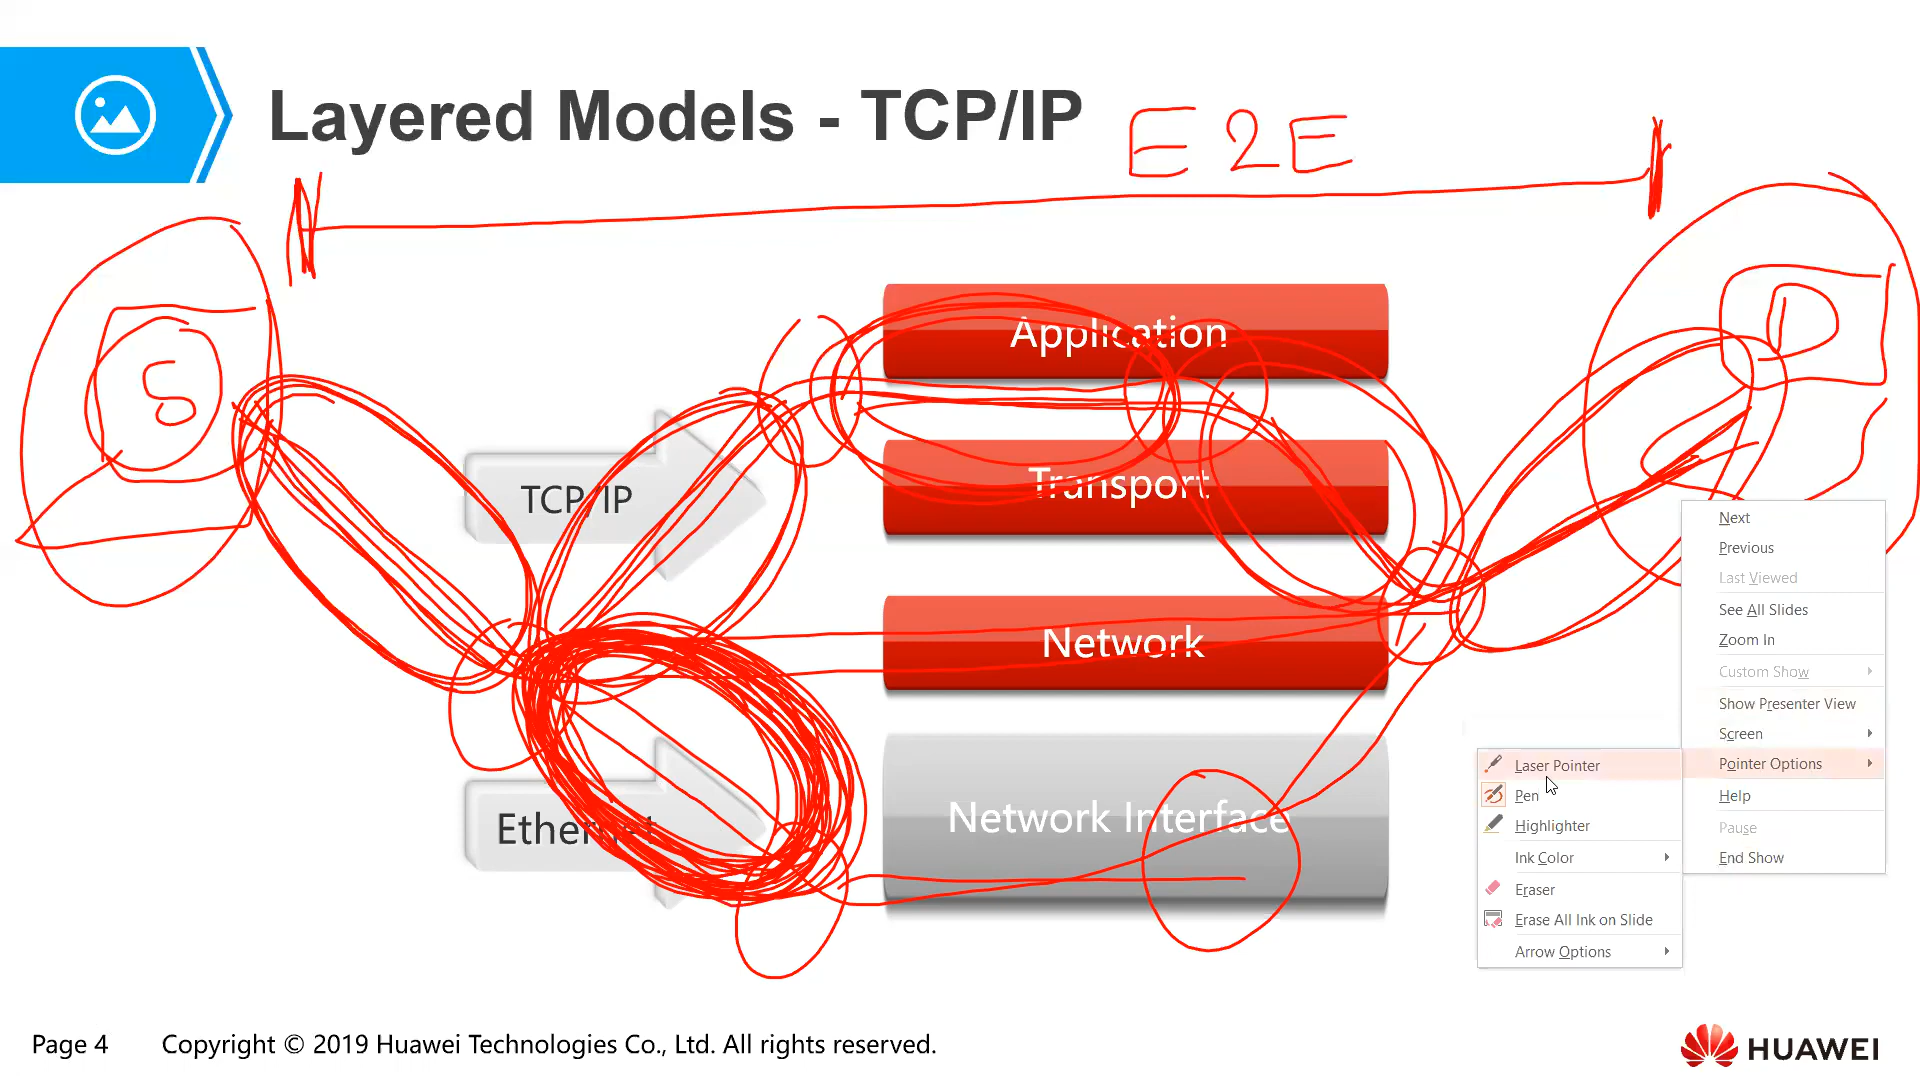 Layered Models - TCP/IP
E2E
S
D
Application
TCP/IP
Transport
Network
Ethernet
Network Interface
Next
Previous
Last Viewed
See All Slides
Zoom In
Custom Show
Show Presenter View
Screen
Pointer Options
Help
Pause
End Show
Laser Pointer
Pen
Highlighter
Ink Color
Eraser
Erase All Ink on Slide
Arrow Options
Page 4
Copyright © 2019 Huawei Technologies Co., Ltd. All rights reserved.
HUAWEI